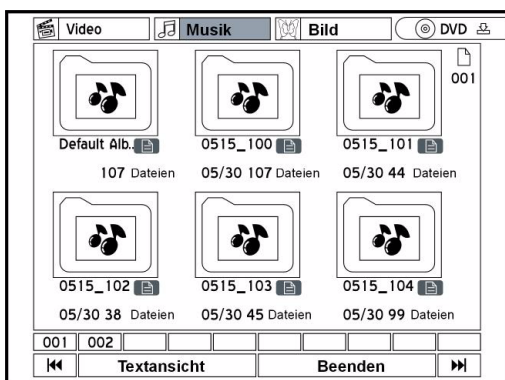 Video Musik Bild DVD
001
Default Alb.. 0515_100 0515_101
107 Dateien 05/30 107 Dateien 05/30 44 Dateien
0515_102 0515_103 0515_104
05/30 38 Dateien 05/30 45 Dateien 05/30 99 Dateien
001 002
Textansicht Beenden